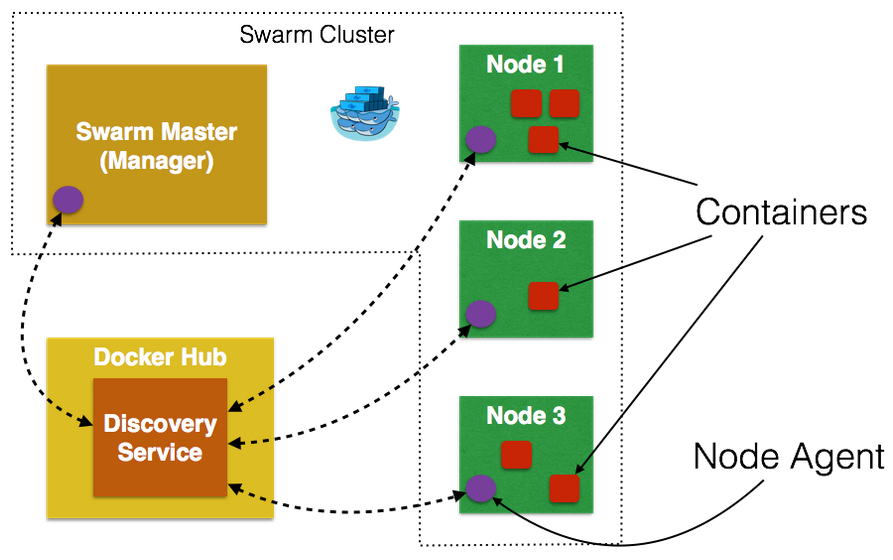 Swarm Cluster
Swarm Master
(Manager)
Node 1
Containers
Node 2
Docker Hub
Discovery
Service
Node 3
Node Agent